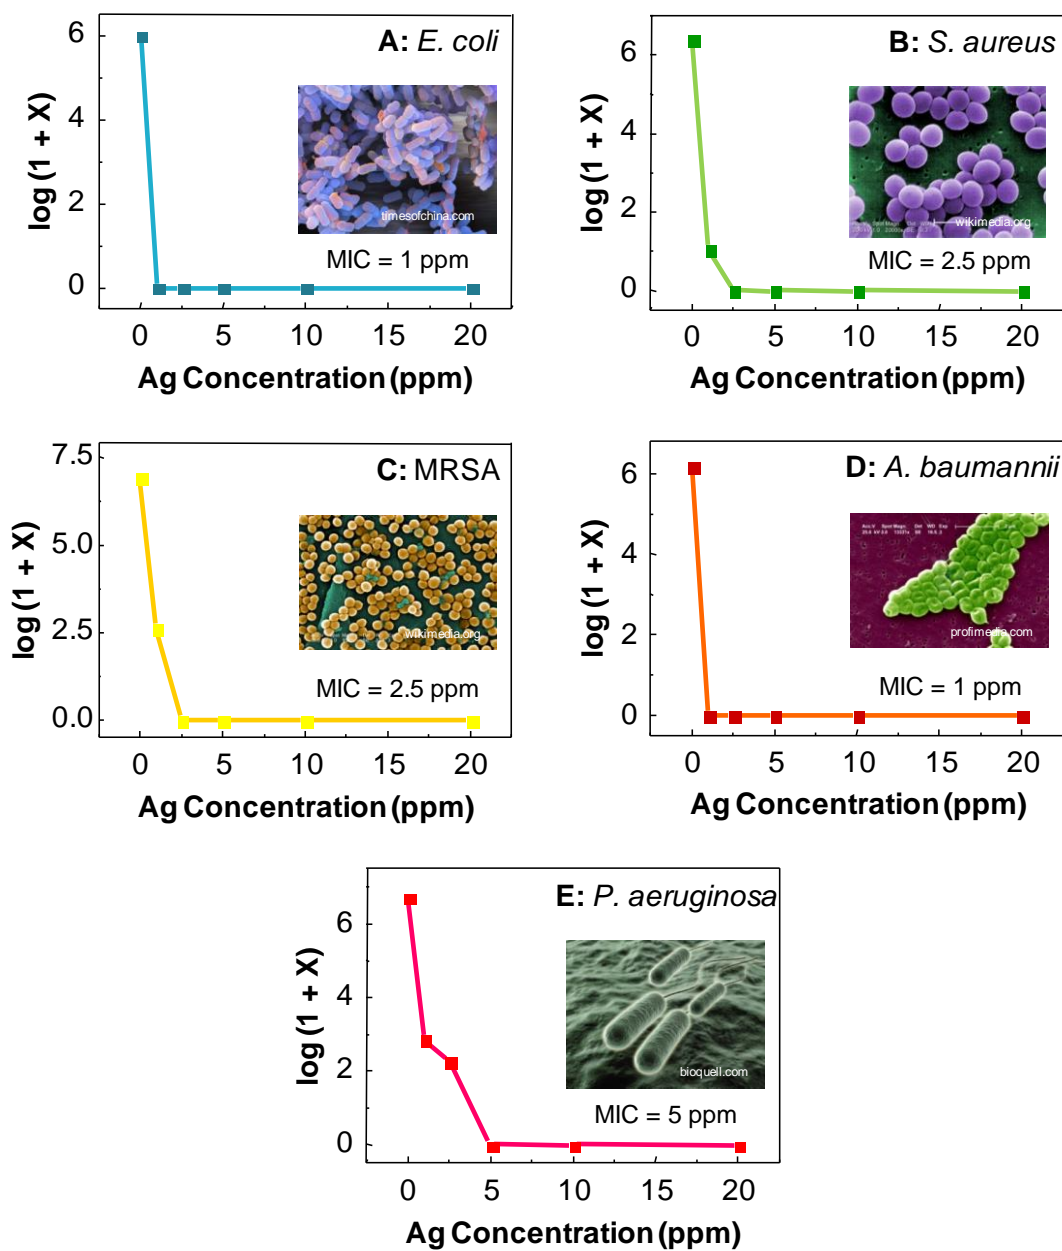 A: E. coli
6
4
2
0
log (1 + X)
timesofchina.com
MIC = 1 ppm
0 5 10 15 20
Ag Concentration (ppm)
B: S. aureus
6
4
2
0
log (1 + X)
wikimedia.org
MIC = 2.5 ppm
0 5 10 15 20
Ag Concentration (ppm)
C: MRSA
7.5
5.0
2.5
0.0
log (1 + X)
wikimedia.org
MIC = 2.5 ppm
0 5 10 15 20
Ag Concentration (ppm)
D: A. baumannii
6
4
2
0
log (1 + X)
profimedia.com
MIC = 1 ppm
0 5 10 15 20
Ag Concentration (ppm)
E: P. aeruginosa
6
4
2
0
log (1 + X)
bioquell.com
MIC = 5 ppm
0 5 10 15 20
Ag Concentration (ppm)